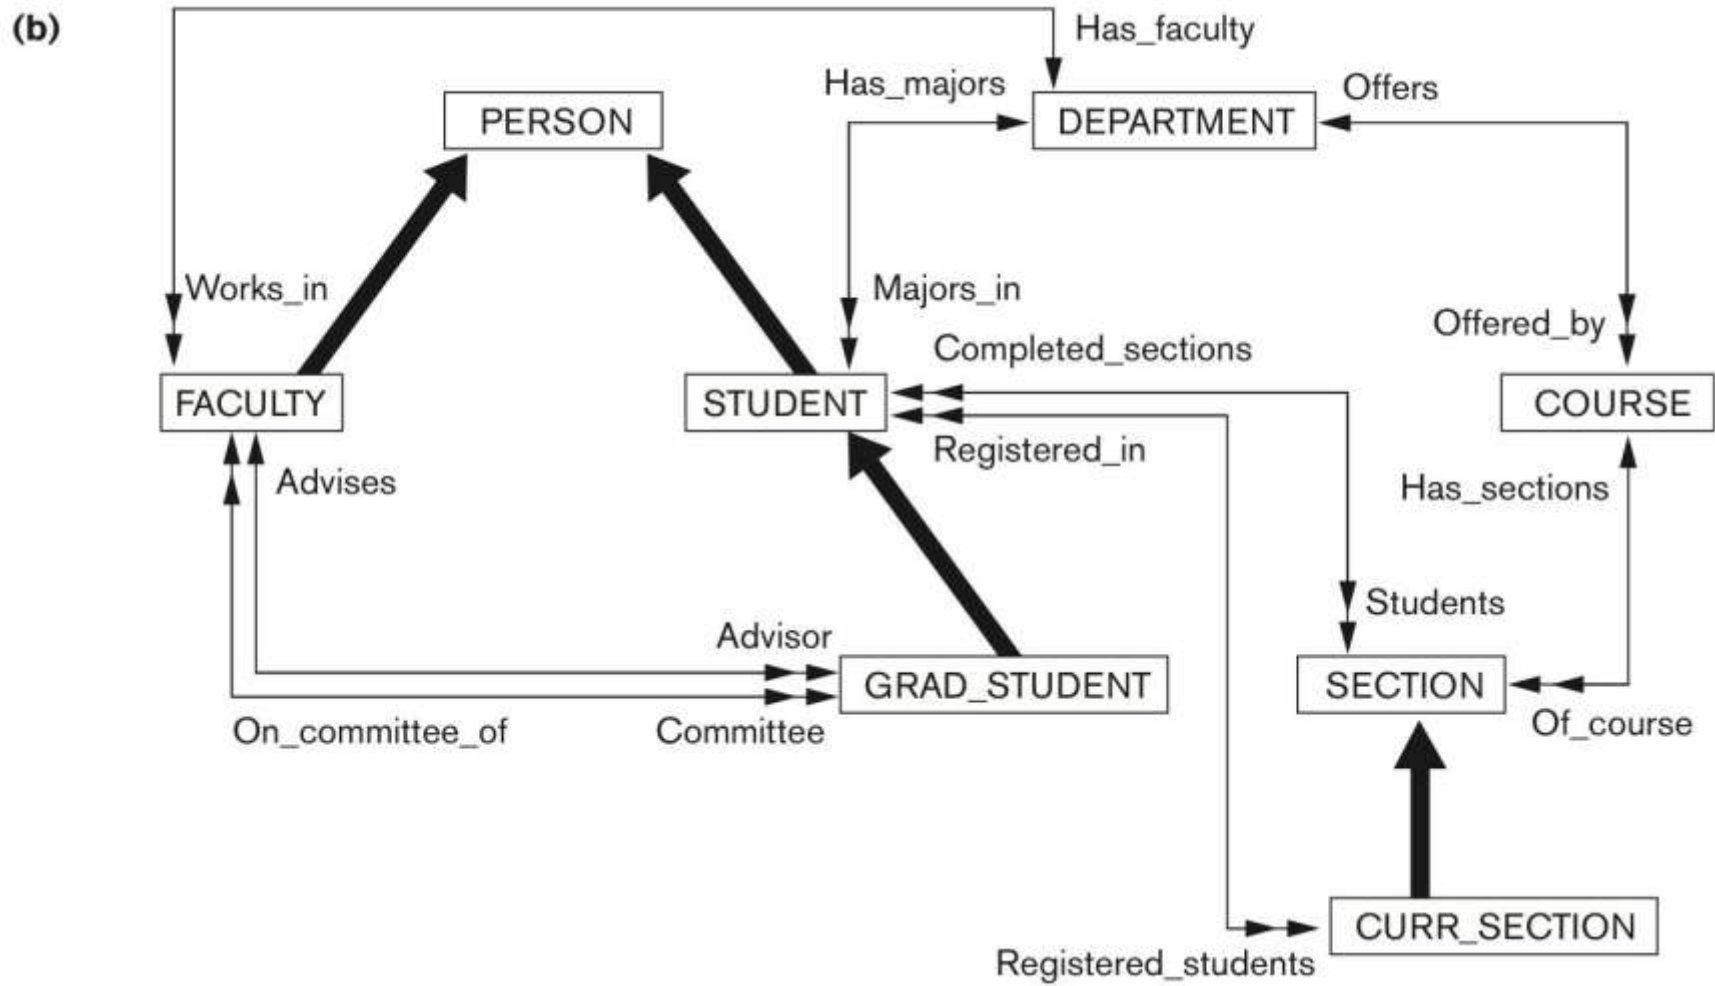 (b)
Has_faculty
Has_majors
Offers
PERSON
DEPARTMENT
Works_in
Majors_in
Offered_by
Completed_sections
FACULTY
STUDENT
COURSE
Registered_in
Advises
Has_sections
Students
Advisor
GRAD_STUDENT
SECTION
On_committee_of
Committee
Of_course
CURR_SECTION
Registered_students